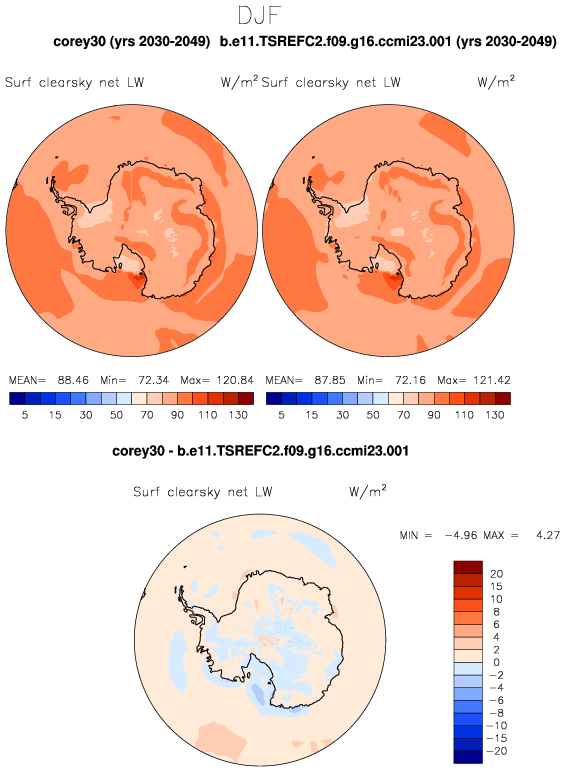 DJF
corey30 (yrs 2030-2049) b.e11.TSREFC2.f09.g16.ccmi23.001 (yrs 2030-2049)
Surf clearsky net LW W/m² Surf clearsky net LW W/m²
MEAN= 88.46 Min= 72.34 Max= 120.84 MEAN= 87.85 Min= 72.16 Max= 121.42
5 15 30 50 70 90 110 130 5 15 30 50 70 90 110 130
corey30 - b.e11.TSREFC2.f09.g16.ccmi23.001
Surf clearsky net LW W/m²
MIN = -4.96 MAX = 4.27
20
15
10
8
6
4
2
0
-2
-4
-6
-8
-10
-15
-20